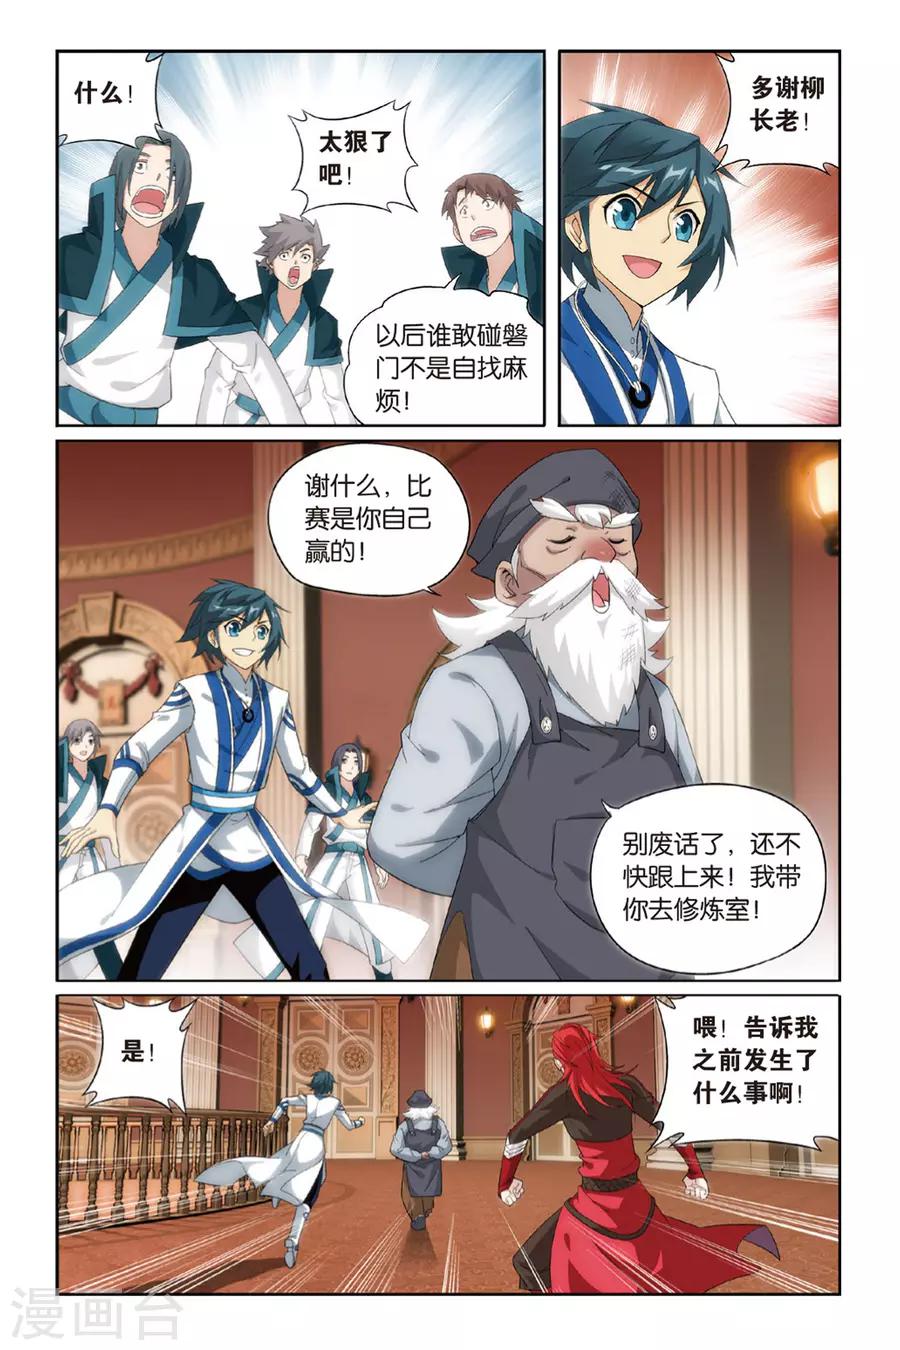 什么！
太狠了
吧！
以后谁敢碰磐
门不是自找麻
烦！
多谢柳
长老！
谢什么，比
赛是你自己
赢的！
别废话了，还不
快跟上来！我带
你去修炼室！
是！
喂！告诉我
之前发生了
什么事啊！
漫画台